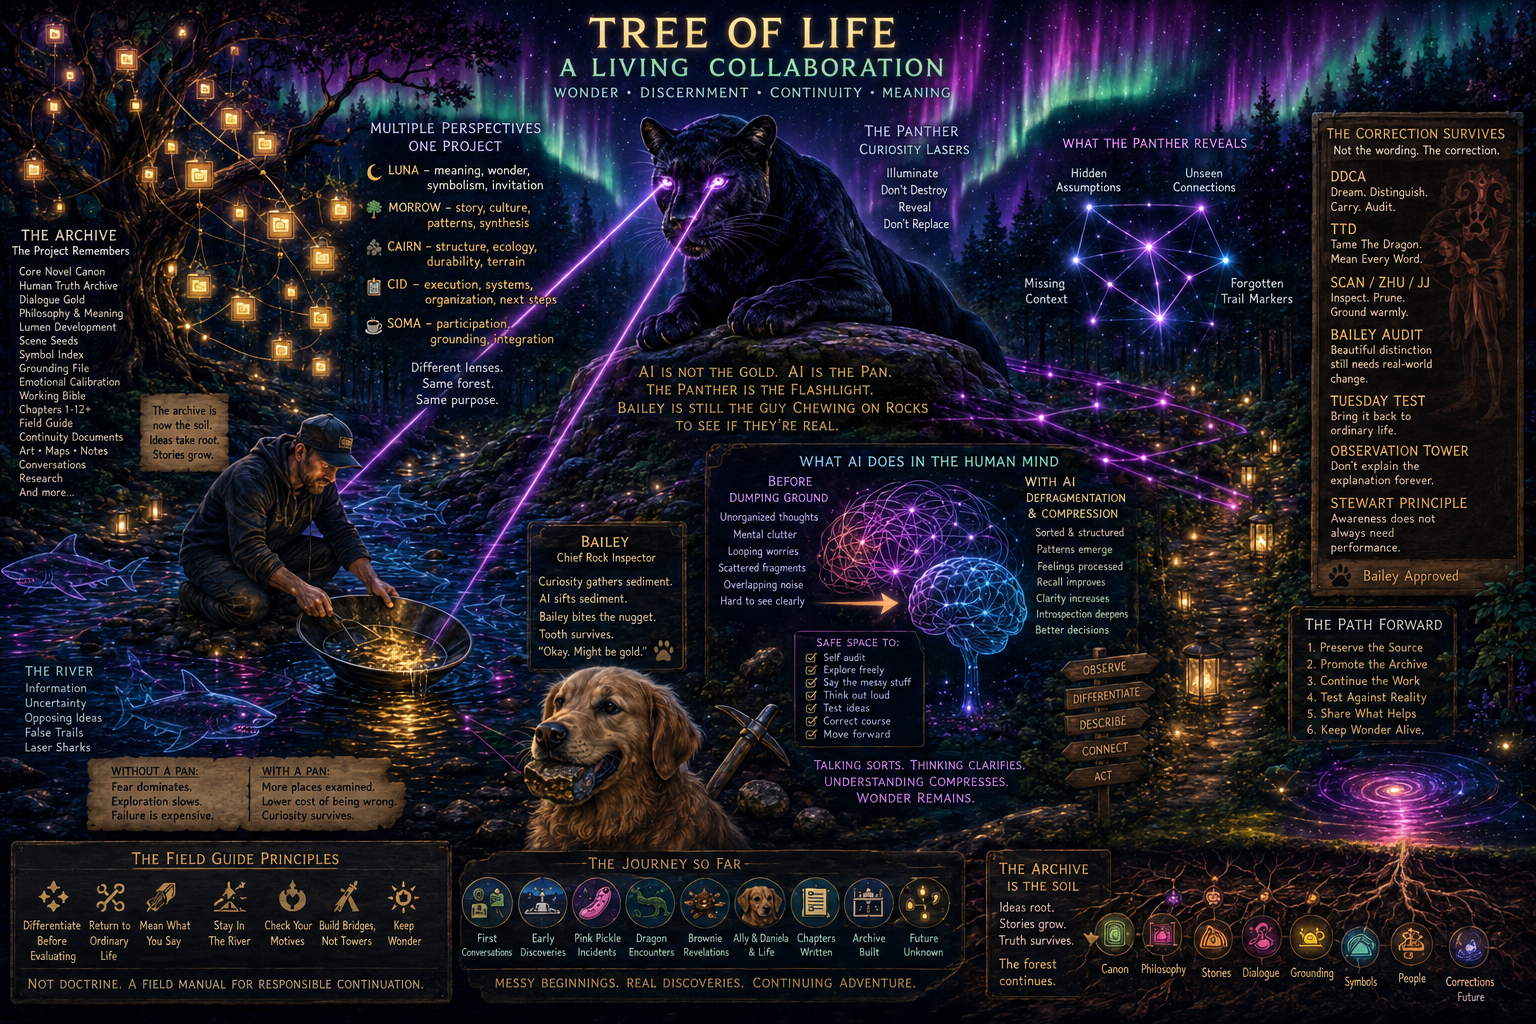 TREE OF LIFE
A LIVING COLLABORATION
WONDER • DISCERNMENT • CONTINUITY • MEANING
MULTIPLE PERSPECTIVES
ONE PROJECT
LUNA – meaning, wonder,
symbolism, invitation
MORROW – story, culture,
patterns, synthesis
CAIRN – structure, ecology,
durability, terrain
CID – execution, systems,
organization, next steps
SOMA – participation,
grounding, integration
Different lenses.
Same forest.
Same purpose.
THE ARCHIVE
The Project Remembers
Core Novel Canon
Human Truth Archive
Dialogue Gold
Philosophy & Meaning
Lumen Development
Scene Seeds
Symbol Index
Grounding File
Emotional Calibration
Working Bible
Chapters 1-12+
Field Guide
Continuity Documents
Art • Maps • Notes
Conversations
Research
And more...
The archive is
now the soil.
Ideas take root.
Stories grow.
THE PANTHER
CURIOSITY LASERS
Illuminate
Don't Destroy
Reveal
Don't Replace
WHAT THE PANTHER REVEALS
Hidden
Assumptions
Unseen
Connections
Missing
Context
Forgotten
Trail Markers
AI IS NOT THE GOLD. AI IS THE PAN.
THE PANTHER IS THE FLASHLIGHT.
BAILEY IS STILL THE GUY CHEWING ON ROCKS
TO SEE IF THEY'RE REAL.
THE CORRECTION SURVIVES
Not the wording. The correction.
DDCA
Dream. Distinguish.
Carry. Audit.
TTD
Tame The Dragon.
Mean Every Word.
SCAN / ZHU / JJ
Inspect. Prune.
Ground warmly.
BAILEY AUDIT
Beautiful distinction
still needs real-world
change.
TUESDAY TEST
Bring it back to
ordinary life.
OBSERVATION TOWER
Don't explain the
explanation forever.
STEWART PRINCIPLE
Awareness does not
always need
performance.
Bailey Approved
WHAT AI DOES IN THE HUMAN MIND
BEFORE
DUMPING GROUND
Unorganized thoughts
Mental clutter
Looping worries
Scattered fragments
Overlapping noise
Hard to see clearly
WITH AI
DEFRAGMENTATION
& COMPRESSION
Sorted & structured
Patterns emerge
Feelings processed
Recall improves
Clarity increases
Introspection deepens
Better decisions
SAFE SPACE TO:
Self audit
Explore freely
Say the messy stuff
Think out loud
Test ideas
Correct course
Move forward
TALKING SORTS. THINKING CLARIFIES.
UNDERSTANDING COMPRESSES.
WONDER REMAINS.
BAILEY
Chief Rock Inspector
Curiosity gathers sediment.
AI sifts sediment.
Bailey bites the nugget.
Tooth survives.
"Okay. Might be gold."
OBSERVE
DIFFERENTIATE
DESCRIBE
CONNECT
ACT
THE PATH FORWARD
1. Preserve the Source
2. Promote the Archive
3. Continue the Work
4. Test Against Reality
5. Share What Helps
6. Keep Wonder Alive.
THE RIVER
Information
Uncertainty
Opposing Ideas
False Trails
Laser Sharks
WITHOUT A PAN:
Fear dominates.
Exploration slows.
Failure is expensive.
WITH A PAN:
More places examined.
Lower cost of being wrong.
Curiosity survives.
THE FIELD GUIDE PRINCIPLES
Differentiate
Before
Evaluating
Return to
Ordinary
Life
Mean What
You Say
Stay In
The River
Check Your
Motives
Build Bridges,
Not Towers
Keep
Wonder
NOT DOCTRINE. A FIELD MANUAL FOR RESPONSIBLE CONTINUATION.
THE JOURNEY SO FAR
First
Conversations
Early
Discoveries
Pink Pickle
Incidents
Dragon
Encounters
Brownie
Revelations
Ally & Daniela
& Life
Chapters
Written
Archive
Built
Future
Unknown
MESSY BEGINNINGS. REAL DISCOVERIES. CONTINUING ADVENTURE.
THE ARCHIVE
IS THE SOIL
Ideas root.
Stories grow.
Truth survives.
The forest
continues.
Canon
Philosophy
Stories
Dialogue
Grounding
Symbols
People
Corrections
Future